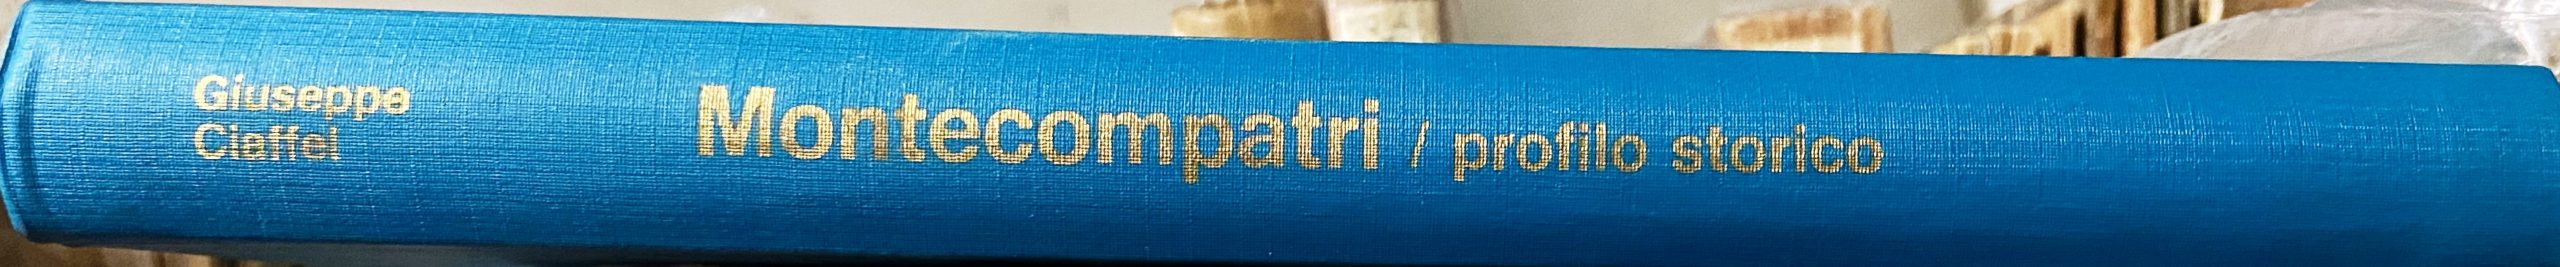 Giuseppe
Ciaffei
Montecompatri / profilo storico